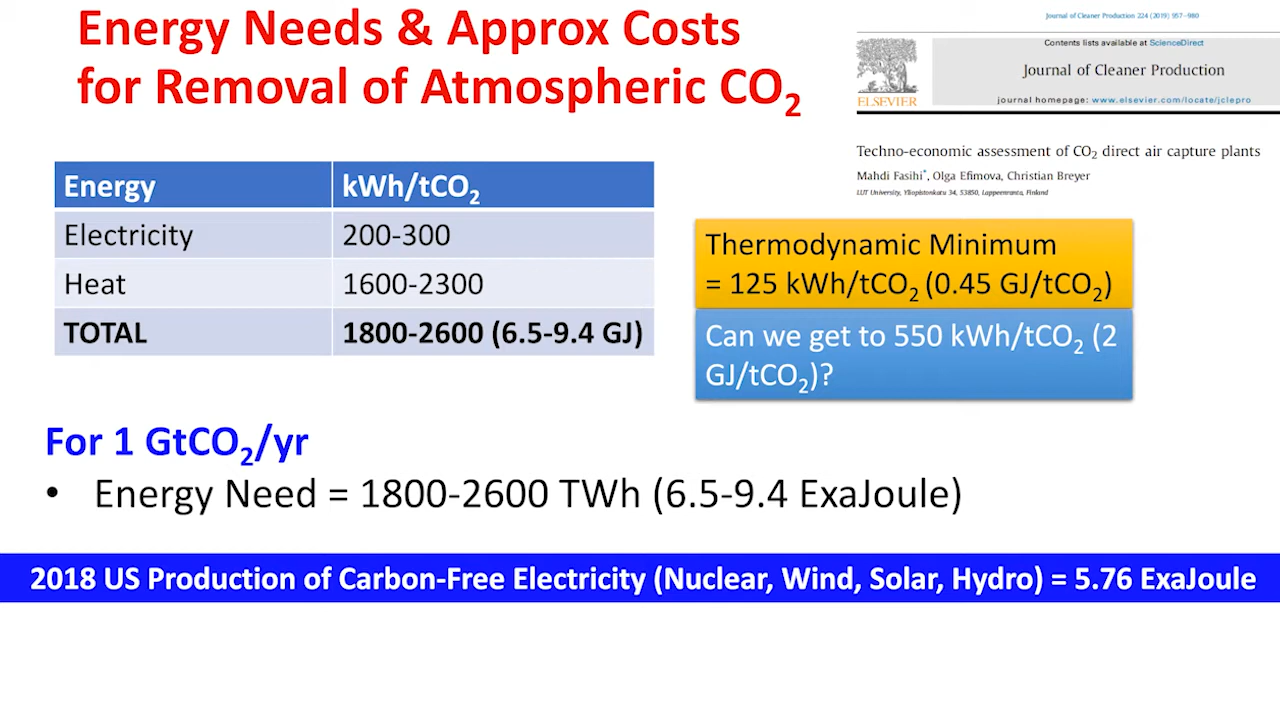 Energy Needs & Approx Costs
for Removal of Atmospheric CO2
Journal of Cleaner Production 224 (2019) 957–980
Contents lists available at ScienceDirect
Journal of Cleaner Production
ELSEVIER
journal homepage: www.elsevier.com/locate/jclepro
Techno-economic assessment of CO2 direct air capture plants
Mahdi Fasihi*, Olga Efimova, Christian Breyer
LUT University, Yliopistonkatu 34, 53850, Lappeenranta, Finland
Energy kWh/tCO2
Electricity 200-300
Heat 1600-2300
TOTAL 1800-2600 (6.5-9.4 GJ)
Thermodynamic Minimum
= 125 kWh/tCO2 (0.45 GJ/tCO2)
Can we get to 550 kWh/tCO2 (2
GJ/tCO2)?
For 1 GtCO2/yr
• Energy Need = 1800-2600 TWh (6.5-9.4 ExaJoule)
2018 US Production of Carbon-Free Electricity (Nuclear, Wind, Solar, Hydro) = 5.76 ExaJoule